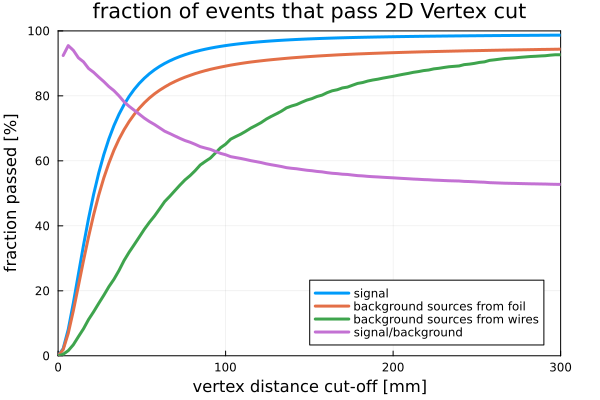 fraction of events that pass 2D Vertex cut
fraction passed [%]
100
80
60
40
20
0
0 100 200 300
vertex distance cut-off [mm]
signal
background sources from foil
background sources from wires
signal/background